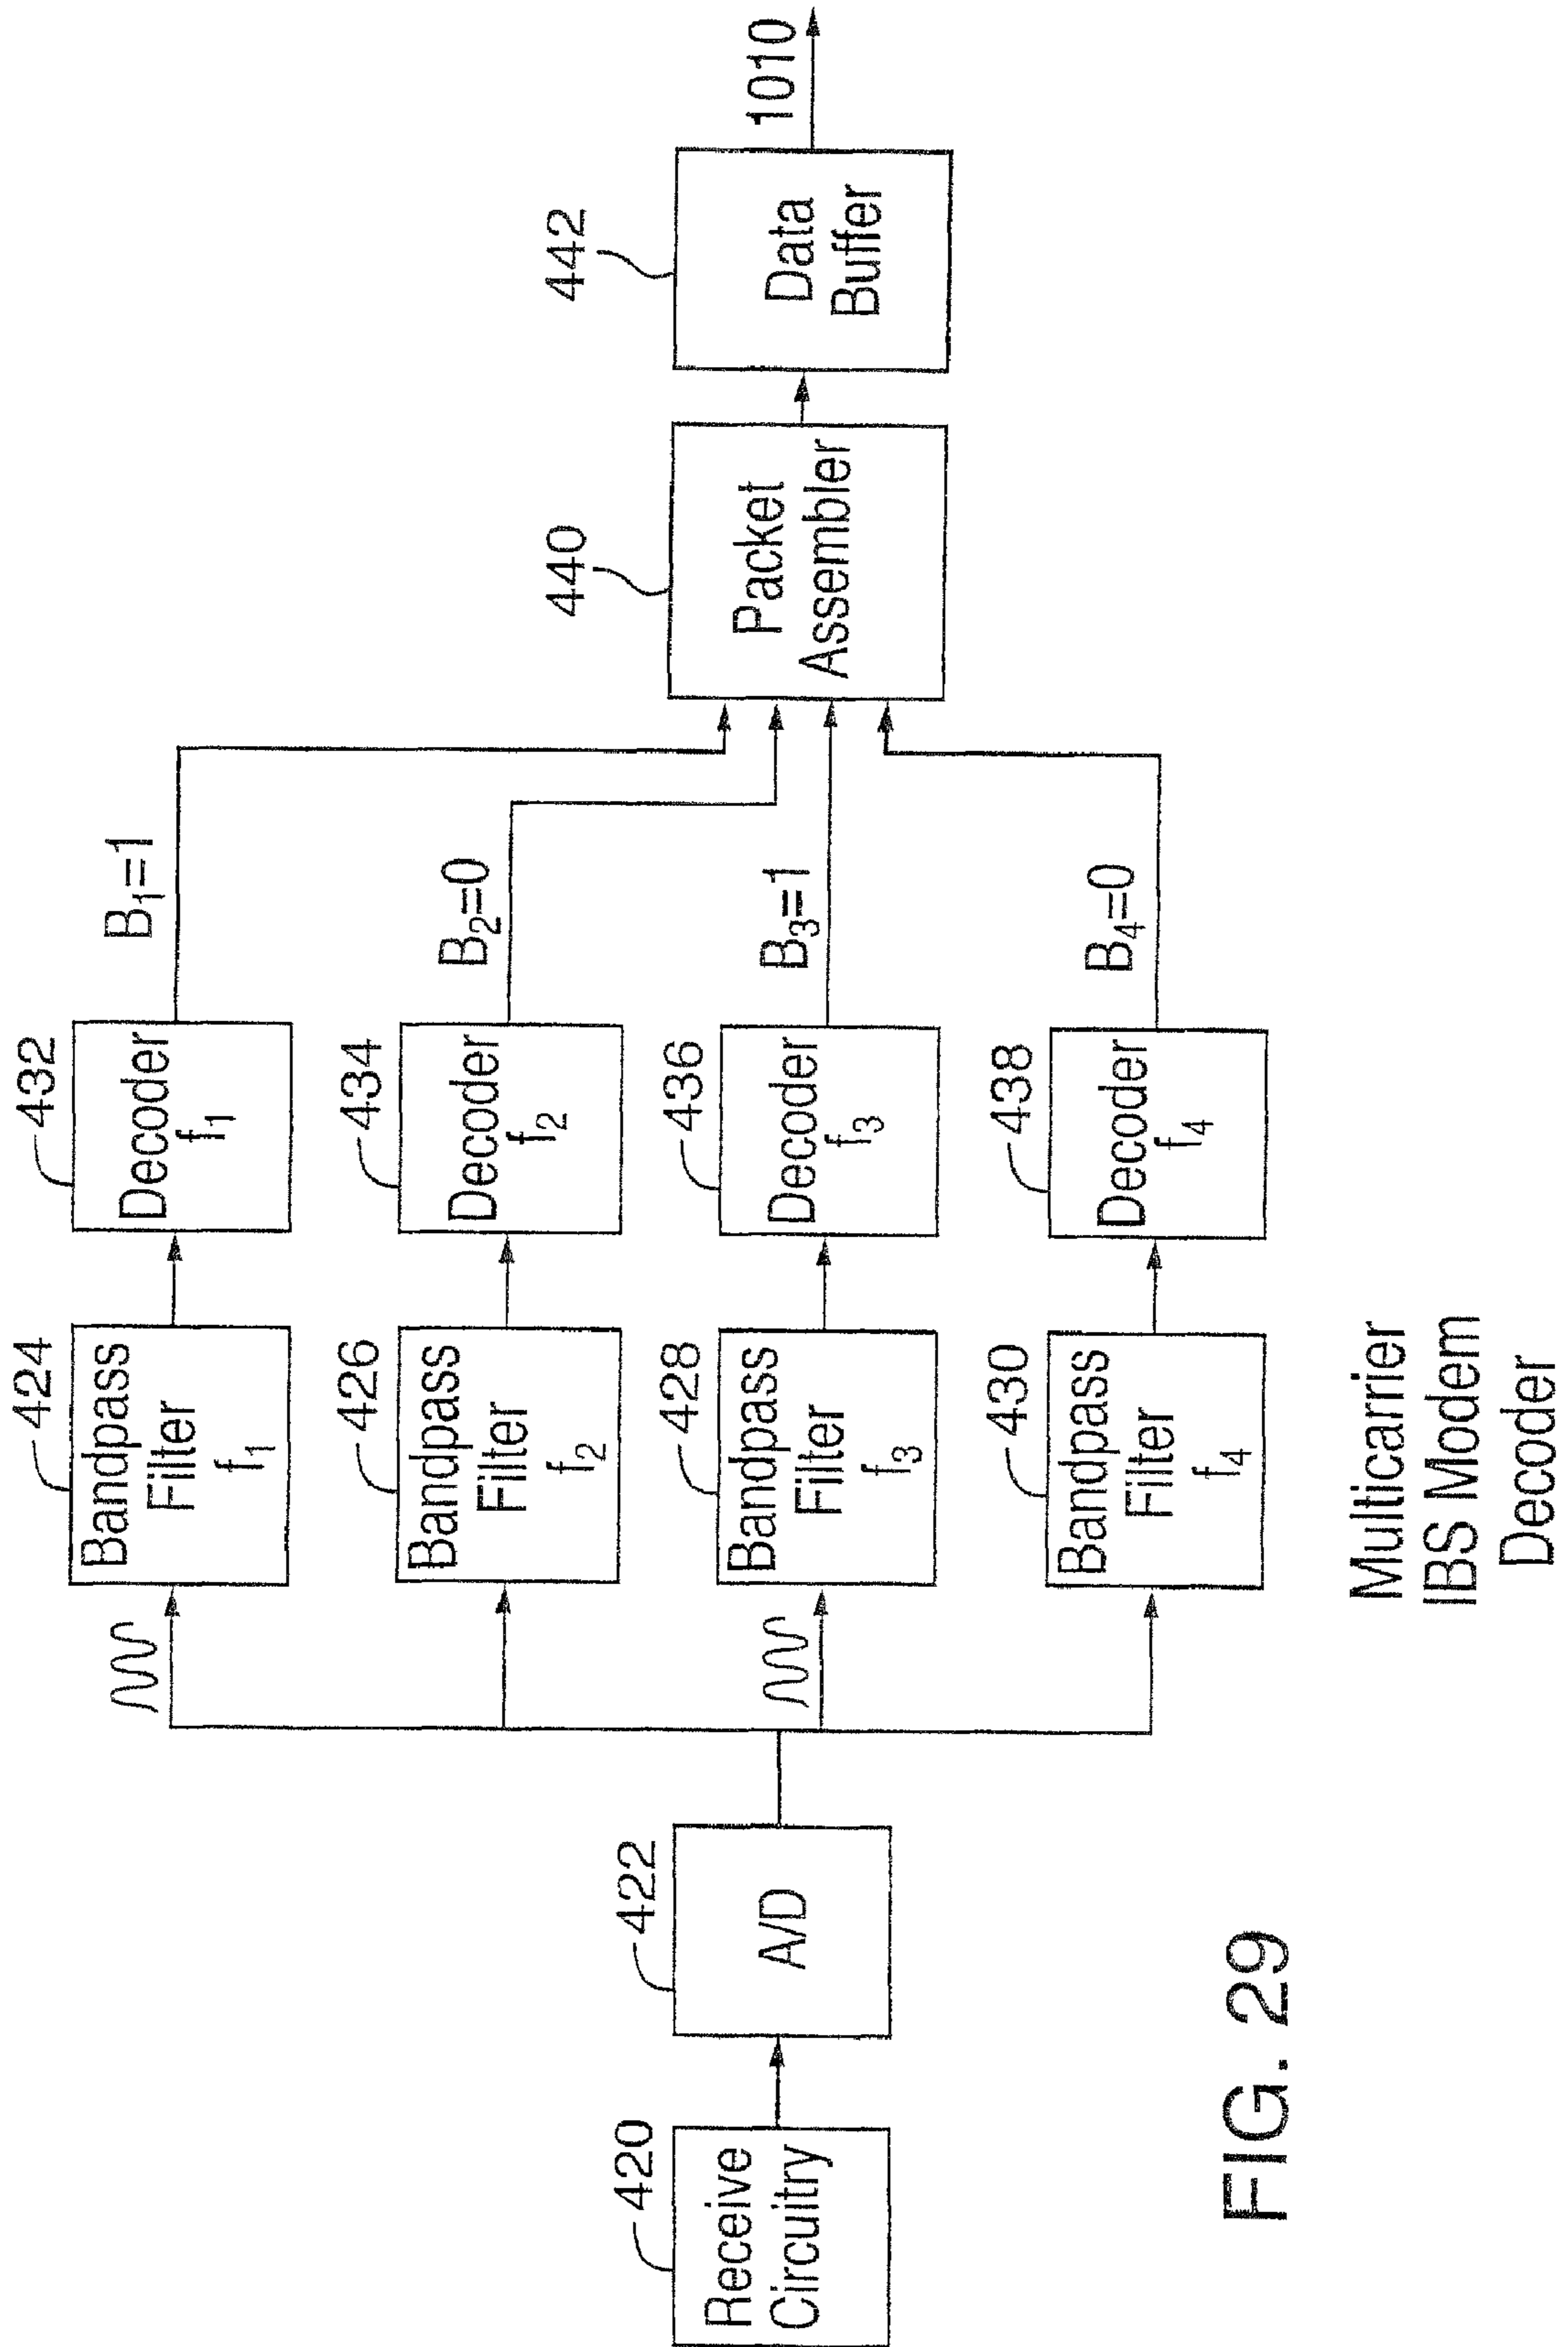 420
Receive
Circuitry
422
A/D
424
Bandpass
Filter
f1
426
Bandpass
Filter
f2
428
Bandpass
Filter
f3
430
Bandpass
Filter
f4
432
Decoder
f1
434
Decoder
f2
436
Decoder
f3
438
Decoder
f4
B1=1
B2=0
B3=1
B4=0
440
Packet
Assembler
442
Data
Buffer
1010
FIG. 29
Multicarrier
IBS Modem
Decoder